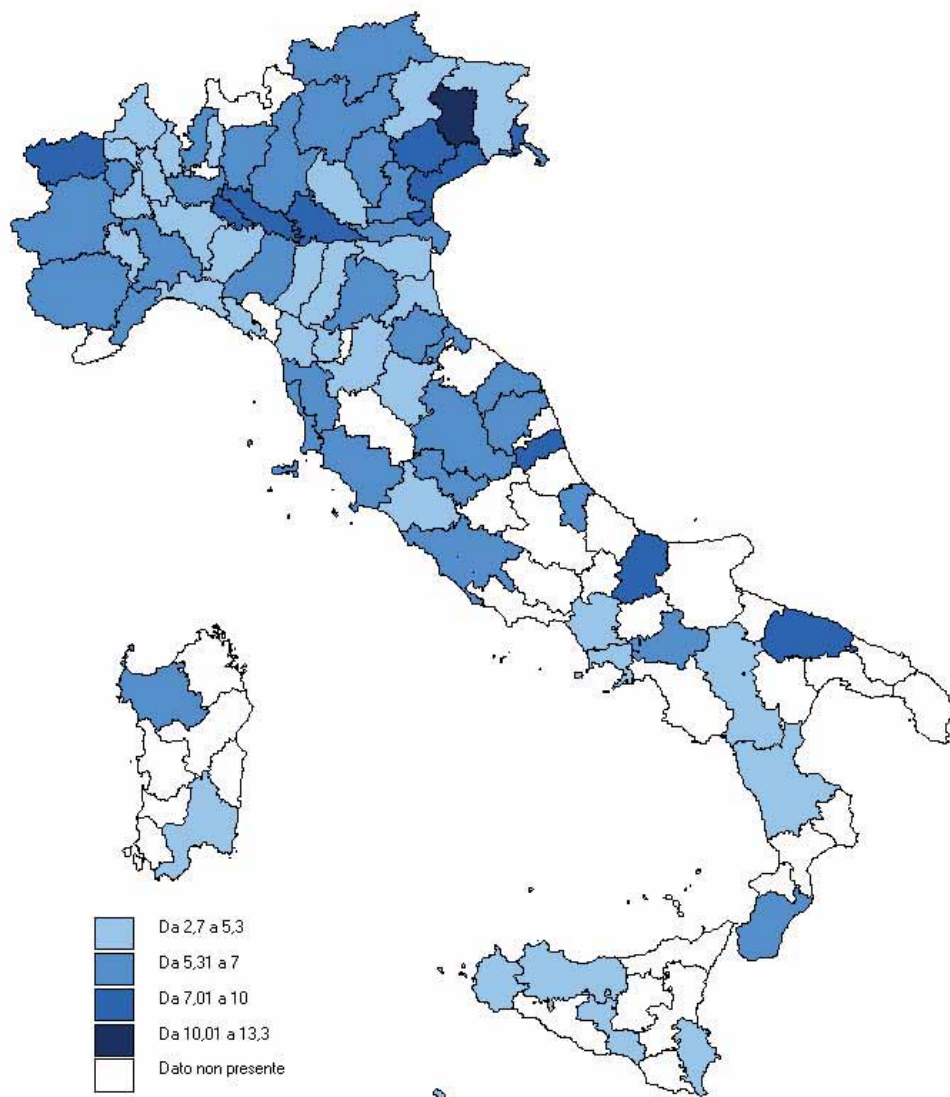 Da 2,7 a 5,3
Da 5,31 a 7
Da 7,01 a 10
Da 10,01 a 13,3
Dato non presente